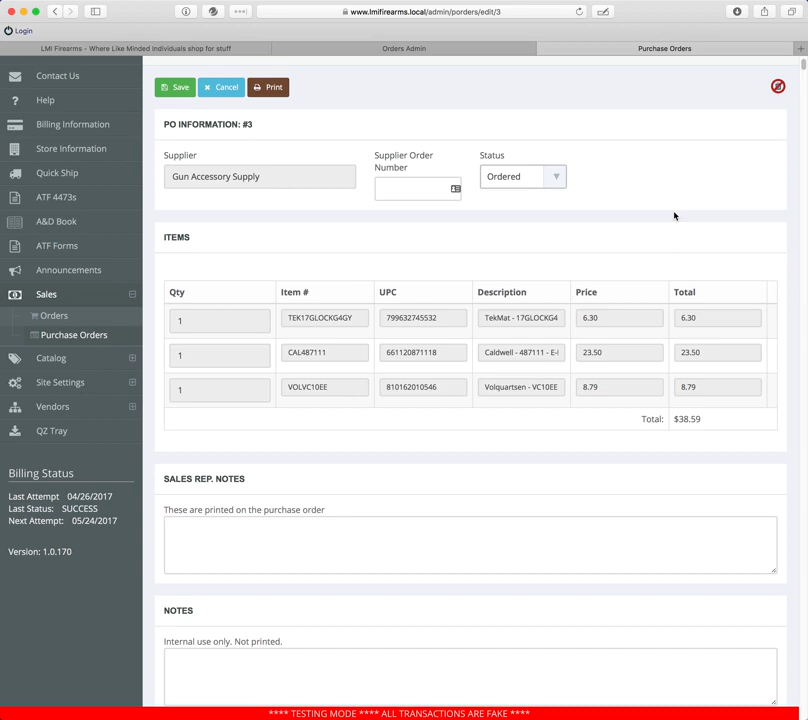 www.lmifirearms.local/admin/porders/edit/3
Login
LMI Firearms - Where Like Minded Individuals shop for stuff
Orders Admin
Purchase Orders
Contact Us
Help
Billing Information
Store Information
Quick Ship
ATF 4473s
A&D Book
ATF Forms
Announcements
Sales
Orders
Purchase Orders
Catalog
Site Settings
Vendors
QZ Tray
Billing Status
Last Attempt 04/26/2017
Last Status: SUCCESS
Next Attempt: 05/24/2017
Version: 1.0.170
Save Cancel Print
PO INFORMATION: #3
Supplier
Gun Accessory Supply
Supplier Order
Number
Status
Ordered
ITEMS
Qty Item # UPC Description Price Total
1 TEK17GLOCKG4GY 799632745532 TekMat - 17GLOCKG4 6.30 6.30
1 CAL487111 661120871118 Caldwell - 487111 - E-l 23.50 23.50
1 VOLVC10EE 810162010546 Volquartsen - VC10EE 8.79 8.79
Total: $38.59
SALES REP. NOTES
These are printed on the purchase order
NOTES
Internal use only. Not printed.
**** TESTING MODE **** ALL TRANSACTIONS ARE FAKE ****